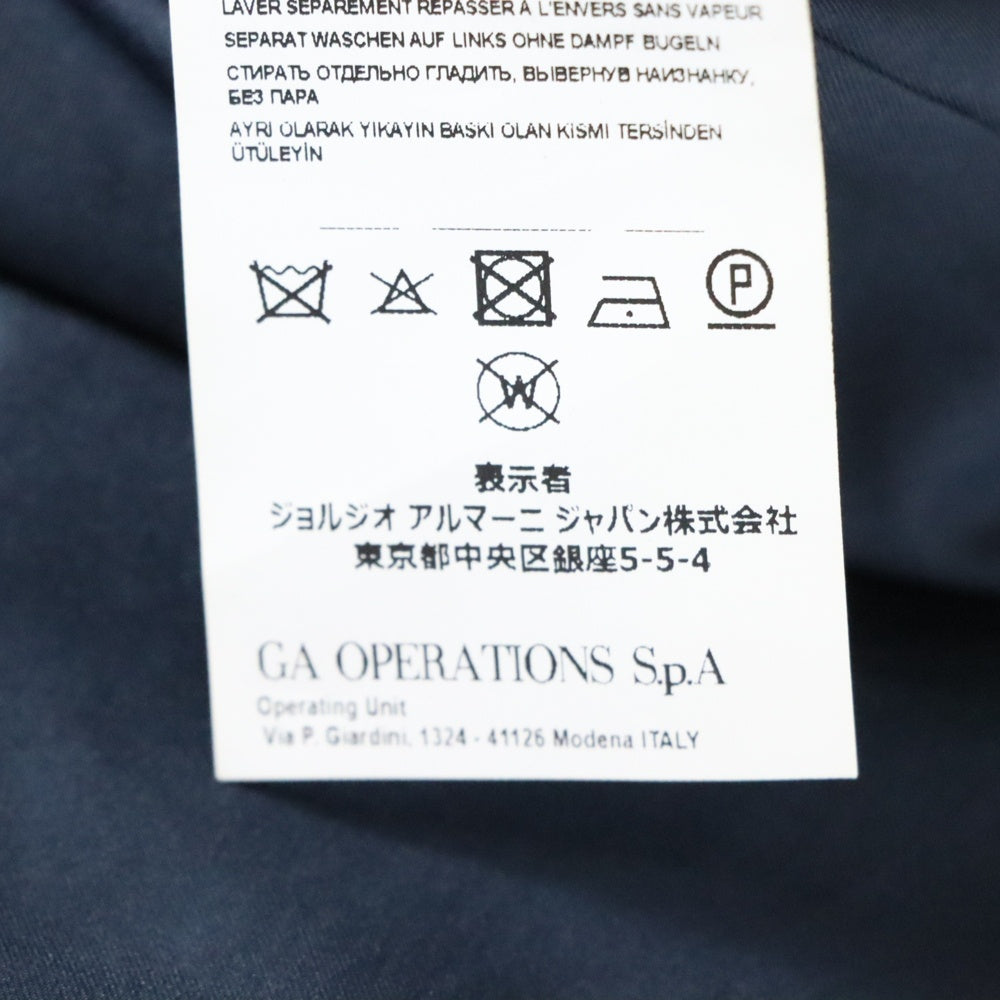 LAVER SEPAREMENT REPASSER A L'ENVERS SANS VAPEUR
SEPARAT WASCHEN AUF LINKS OHNE DAMPF BUGELN
СТИРАТЬ ОТДЕЛЬНО ГЛАДИТЬ, ВЫВЕРНУВ НАИЗНАНКУ,
БЕЗ ПАРА
AYRI OLARAK YIKAYIN BASKI OLAN KISMI TERSİNDEN
ÜTÜLEYİN
P
W
表示者
ジョルジオ アルマーニ ジャパン株式会社
東京都中央区銀座5-5-4
GA OPERATIONS S.p.A
Operating Unit
Via P. Giardini, 1324 - 41126 Modena ITALY